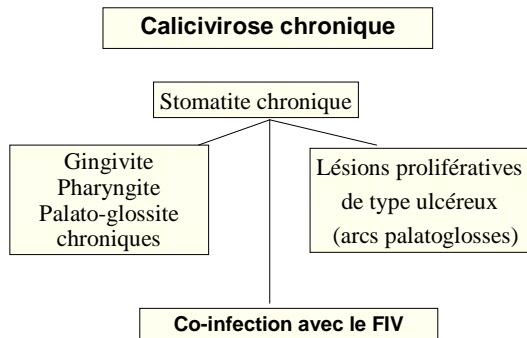 Calicivirose chronique
Stomatite chronique
Gingivite
Pharyngite
Palato-glossite
chroniques
Lésions prolifératives
de type ulcéreux
(arcs palatoglosses)
Co-infection avec le FIV